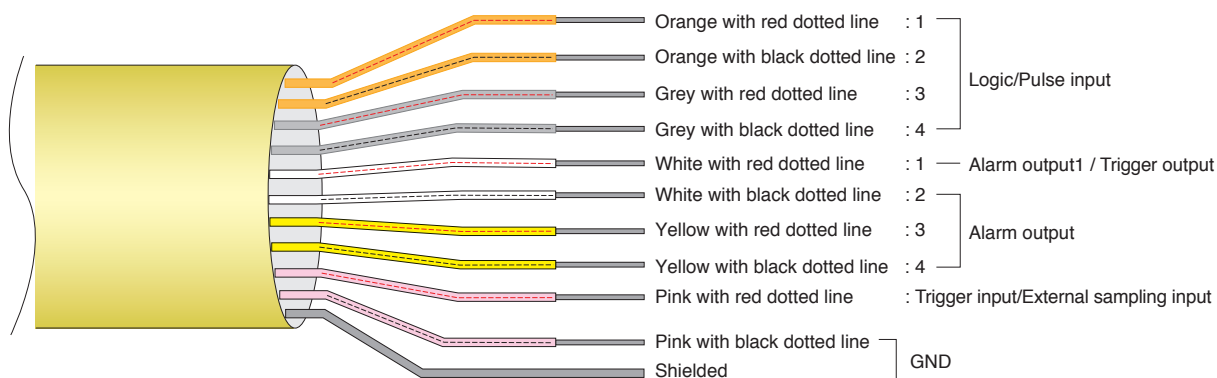 Orange with red dotted line : 1
Orange with black dotted line : 2
Logic/Pulse input
Grey with red dotted line : 3
Grey with black dotted line : 4
White with red dotted line : 1 Alarm output1 / Trigger output
White with black dotted line : 2
Yellow with red dotted line : 3
Alarm output
Yellow with black dotted line : 4
Pink with red dotted line : Trigger input/External sampling input
Pink with black dotted line
GND
Shielded